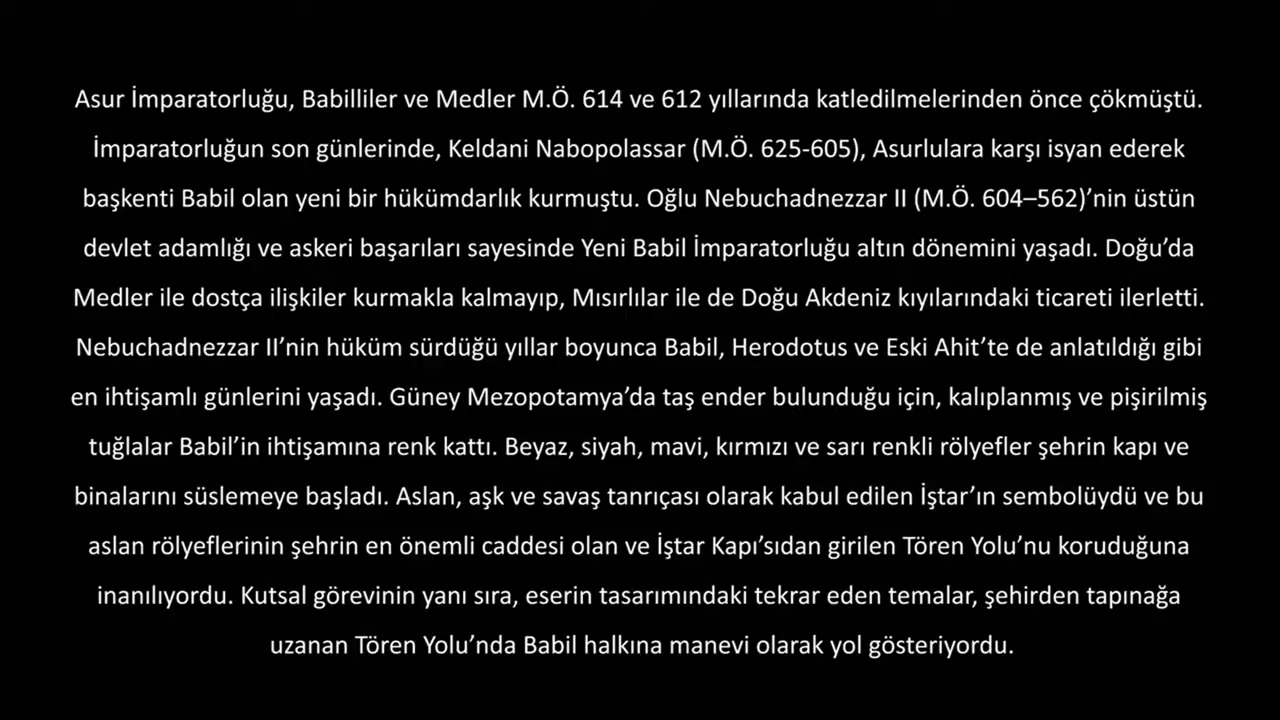 Asur İmparatorluğu, Babilliler ve Medler M.Ö. 614 ve 612 yıllarında katledilmelerinden önce çökmüştü.
İmparatorluğun son günlerinde, Keldani Nabopolassar (M.Ö. 625-605), Asurlulara karşı isyan ederek
başkenti Babil olan yeni bir hükümdarlık kurmuştu. Oğlu Nebuchadnezzar II (M.Ö. 604–562)’nin üstün
devlet adamlığı ve askeri başarıları sayesinde Yeni Babil İmparatorluğu altın dönemini yaşadı. Doğu’da
Medler ile dostça ilişkiler kurmakla kalmayıp, Mısırlılar ile de Doğu Akdeniz kıyılarındaki ticareti ilerletti.
Nebuchadnezzar II’nin hüküm sürdüğü yıllar boyunca Babil, Herodotus ve Eski Ahit’te de anlatıldığı gibi
en ihtişamlı günlerini yaşadı. Güney Mezopotamya’da taş ender bulunduğu için, kalıplanmış ve pişirilmiş
tuğlalar Babil’in ihtişamına renk kattı. Beyaz, siyah, mavi, kırmızı ve sarı renkli rölyefler şehrin kapı ve
binalarını süslemeye başladı. Aslan, aşk ve savaş tanrıçası olarak kabul edilen İştar’ın sembolüydü ve bu
aslan rölyeflerinin şehrin en önemli caddesi olan ve İştar Kapı’sıdan girilen Tören Yolu’nu koruduğuna
inanılıyordu. Kutsal görevinin yanı sıra, eserin tasarımındaki tekrar eden temalar, şehirden tapınağa
uzanan Tören Yolu’nda Babil halkına manevi olarak yol gösteriyordu.